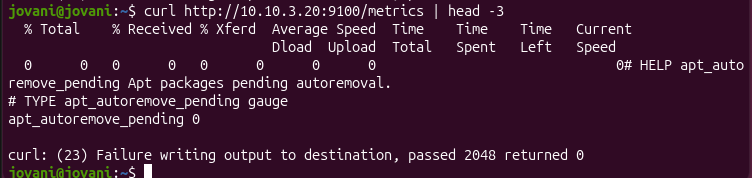 jovani@jovani:~$ curl http://10.10.3.20:9100/metrics | head -3
  % Total    % Received % Xferd  Average Speed   Time    Time     Time  Current
                                 Dload  Upload   Total   Spent    Left  Speed
  0     0    0     0    0     0      0      0                              0# HELP apt_auto
remove_pending Apt packages pending autoremoval.
# TYPE apt_autoremove_pending gauge
apt_autoremove_pending 0
curl: (23) Failure writing output to destination, passed 2048 returned 0
jovani@jovani:~$